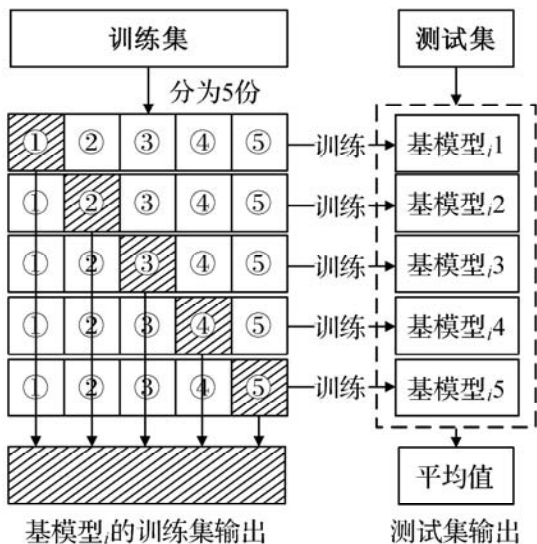 训练集 测试集
分为5份
① ② ③ ④ ⑤ 训练 基模型i1
① ② ③ ④ ⑤ 训练 基模型i2
① ② ③ ④ ⑤ 训练 基模型i3
① ② ③ ④ ⑤ 训练 基模型i4
① ② ③ ④ ⑤ 训练 基模型i5
平均值
基模型i的训练集输出 测试集输出